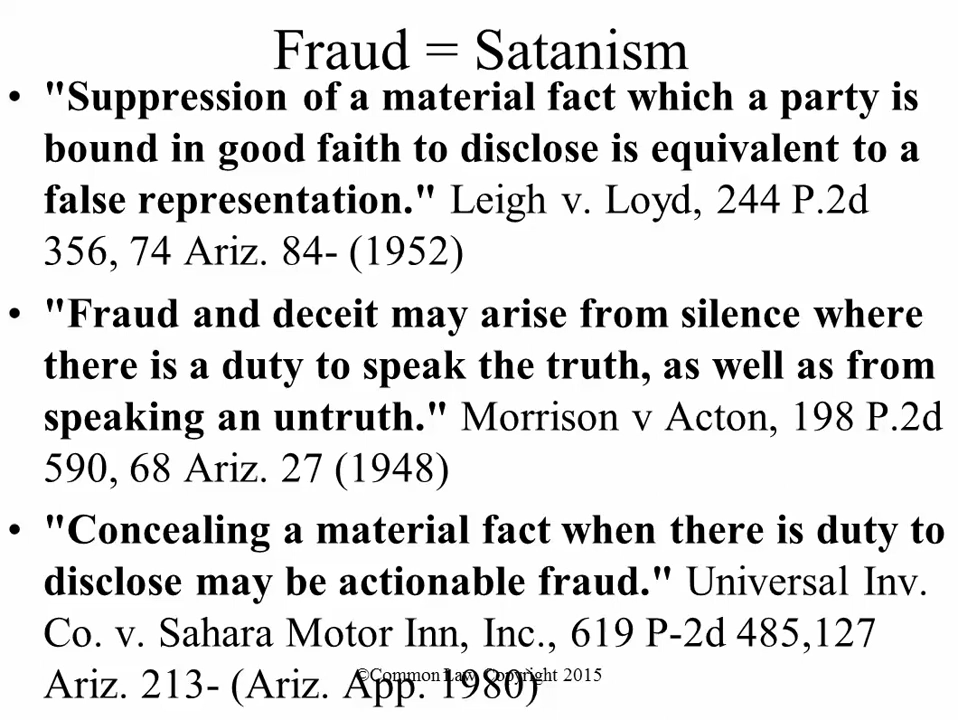 Fraud = Satanism
• "Suppression of a material fact which a party is
bound in good faith to disclose is equivalent to a
false representation." Leigh v. Loyd, 244 P.2d
356, 74 Ariz. 84- (1952)
• "Fraud and deceit may arise from silence where
there is a duty to speak the truth, as well as from
speaking an untruth." Morrison v Acton, 198 P.2d
590, 68 Ariz. 27 (1948)
• "Concealing a material fact when there is duty to
disclose may be actionable fraud." Universal Inv.
Co. v. Sahara Motor Inn, Inc., 619 P-2d 485,127
Ariz. 213- (Ariz. App. 1980)
©Common Law Copyright 2015